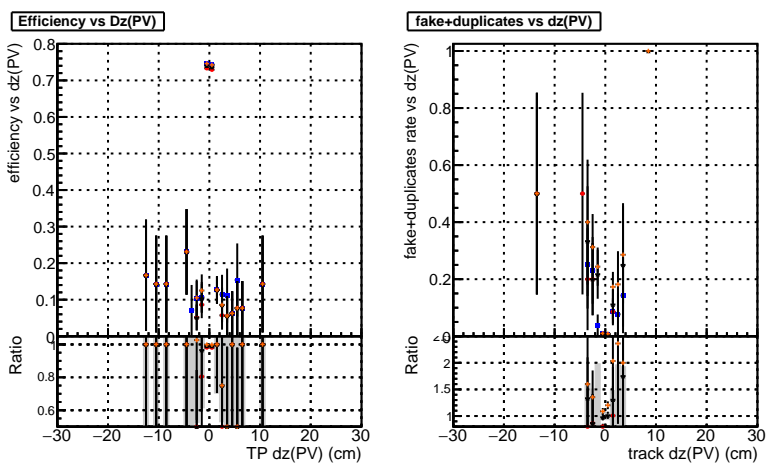 Efficiency vs Dz(PV)
efficiency vs dz(PV)
0.8
0.7
0.6
0.5
0.4
0.3
0.2
0.1
0
Ratio
0.8
0.6
−30 −20 −10 0 10 20 30
TP dz(PV) (cm)
fake+duplicates vs dz(PV)
fake+duplicates rate vs dz(PV)
1
0.8
0.6
0.4
0.2
Ratio
2
1.5
1
−30 −20 −10 0 10 20 30
track dz(PV) (cm)